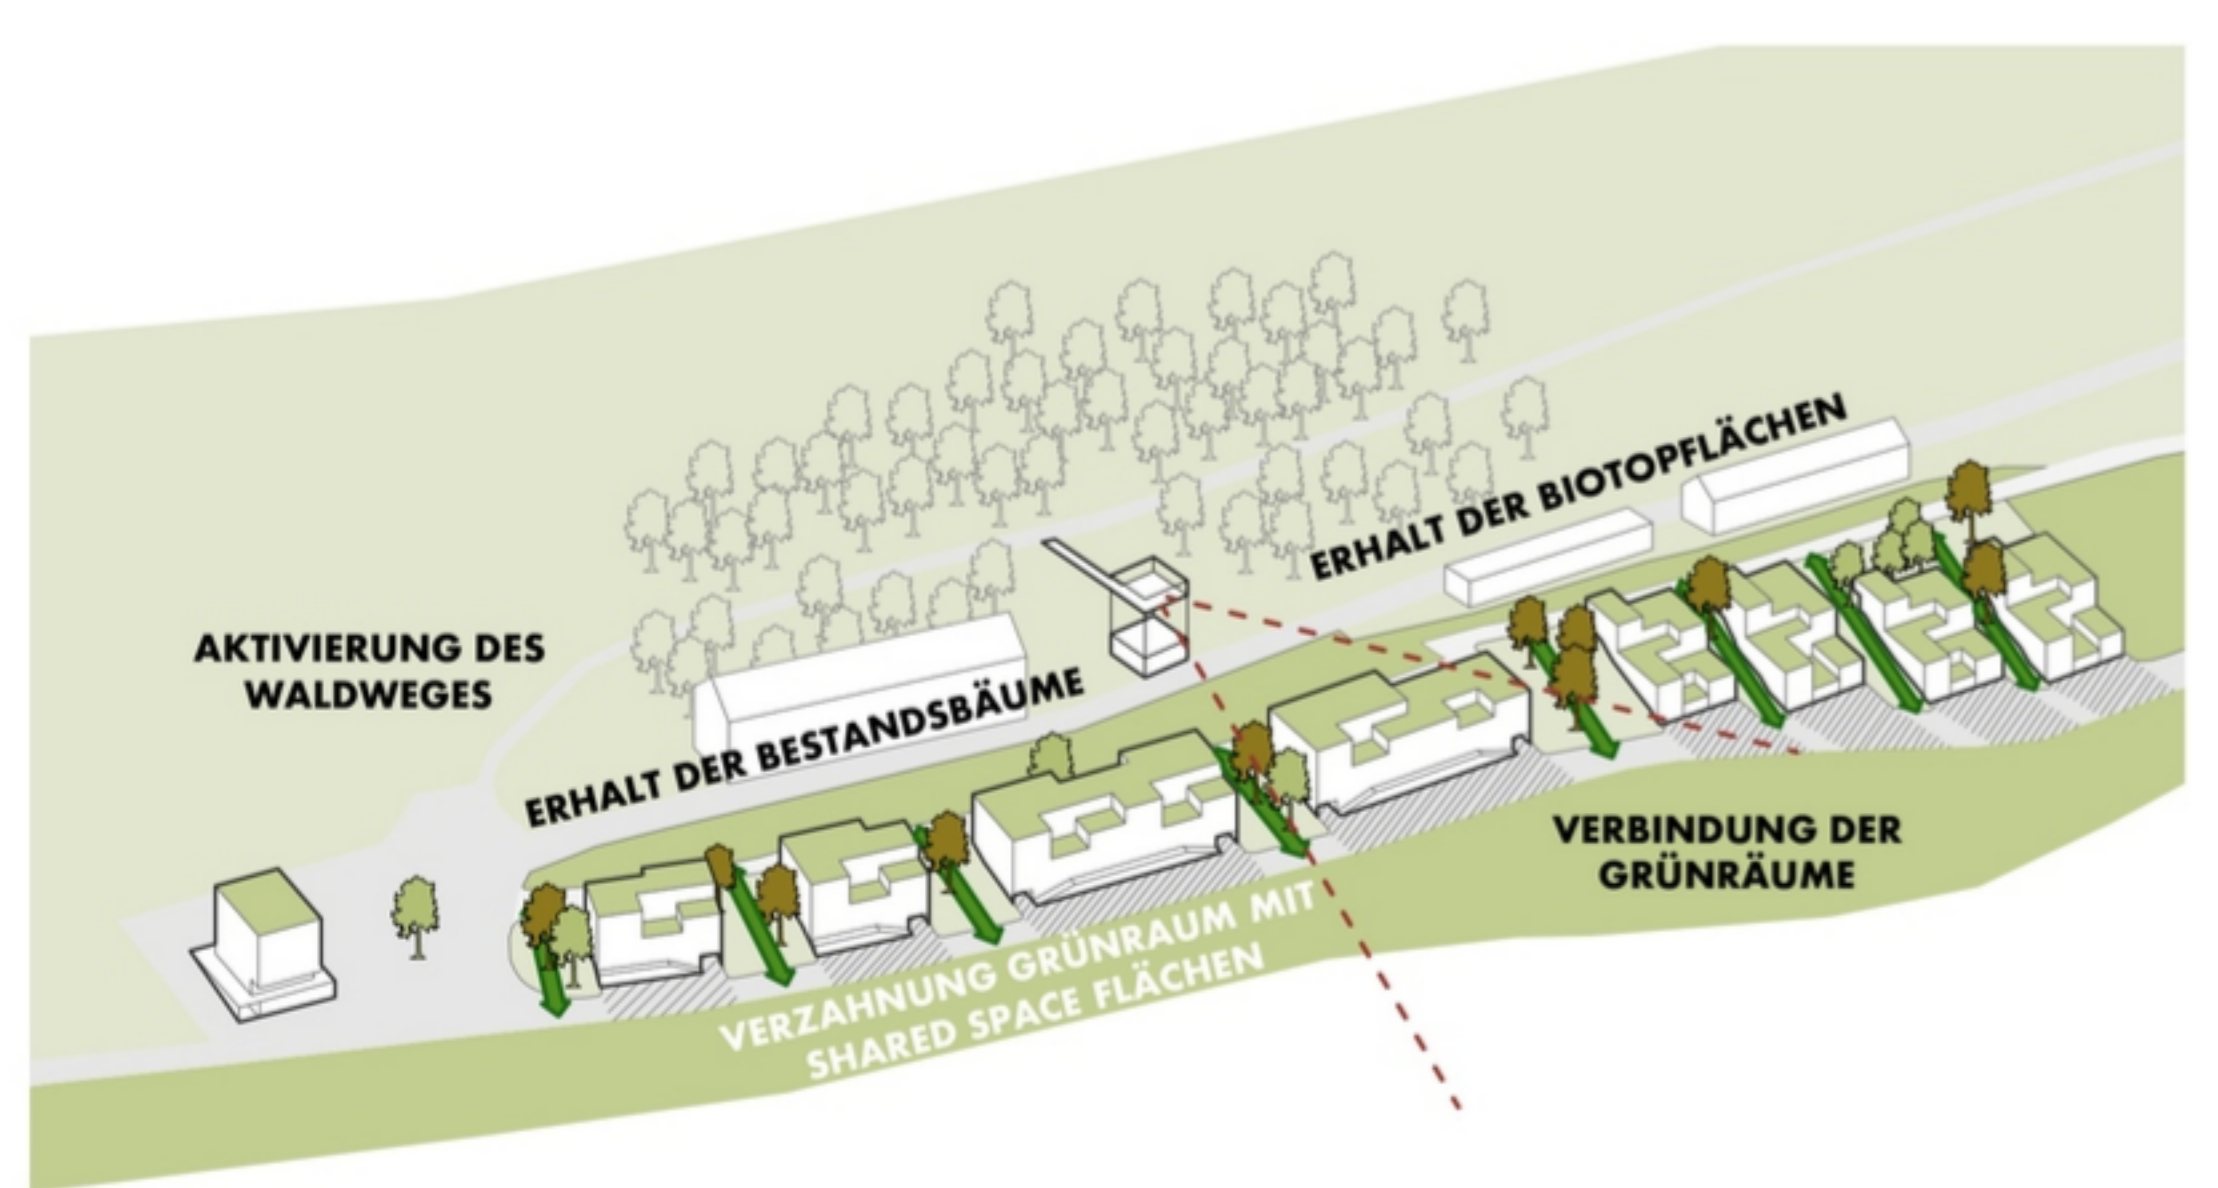 ERHALT DER BIOTOPFLÄCHEN
AKTIVIERUNG DES
WALDWEGES
ERHALT DER BESTANDSBÄUME
VERBINDUNG DER
GRÜNRÄUME
VERZAHNUNG GRÜNRAUM MIT
SHARED SPACE FLÄCHEN